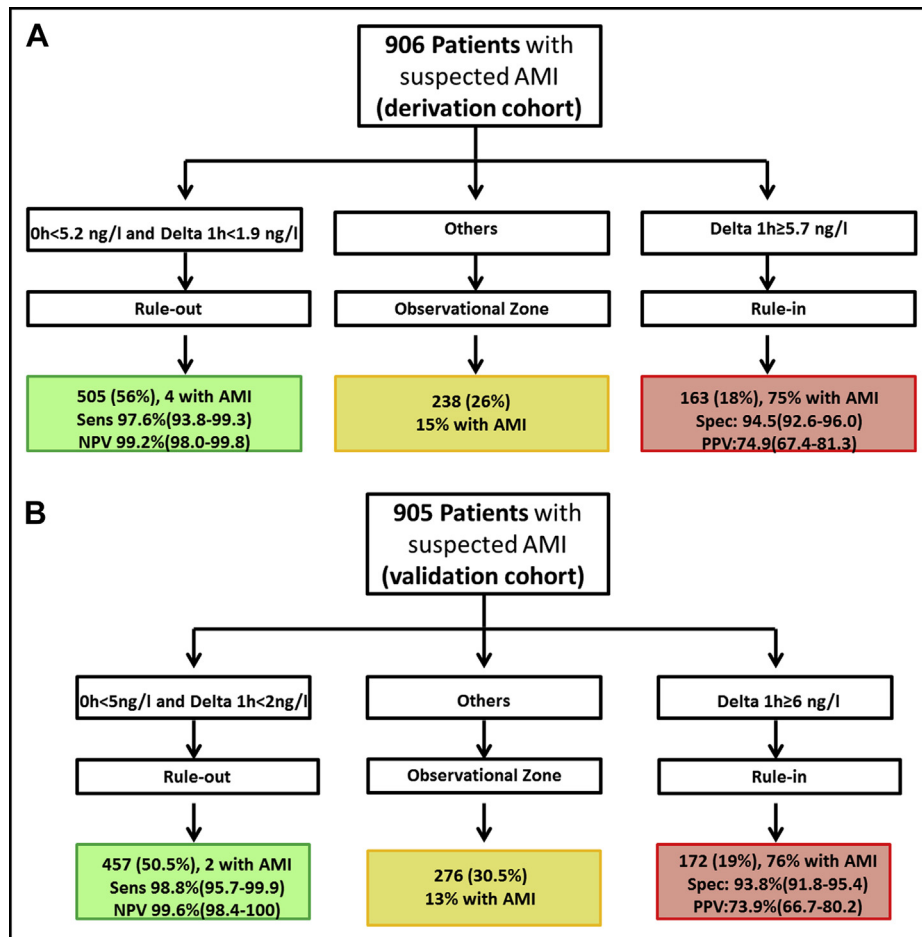 A
906 Patients with
suspected AMI
(derivation cohort)
0h<5.2 ng/l and Delta 1h<1.9 ng/l
Others
Delta 1h≥5.7 ng/l
Rule-out
Observational Zone
Rule-in
505 (56%), 4 with AMI
Sens 97.6%(93.8-99.3)
NPV 99.2%(98.0-99.8)
238 (26%)
15% with AMI
163 (18%), 75% with AMI
Spec: 94.5(92.6-96.0)
PPV:74.9(67.4-81.3)
B
905 Patients with
suspected AMI
(validation cohort)
0h<5ng/l and Delta 1h<2ng/l
Others
Delta 1h≥6 ng/l
Rule-out
Observational Zone
Rule-in
457 (50.5%), 2 with AMI
Sens 98.8%(95.7-99.9)
NPV 99.6%(98.4-100)
276 (30.5%)
13% with AMI
172 (19%), 76% with AMI
Spec: 93.8%(91.8-95.4)
PPV:73.9%(66.7-80.2)